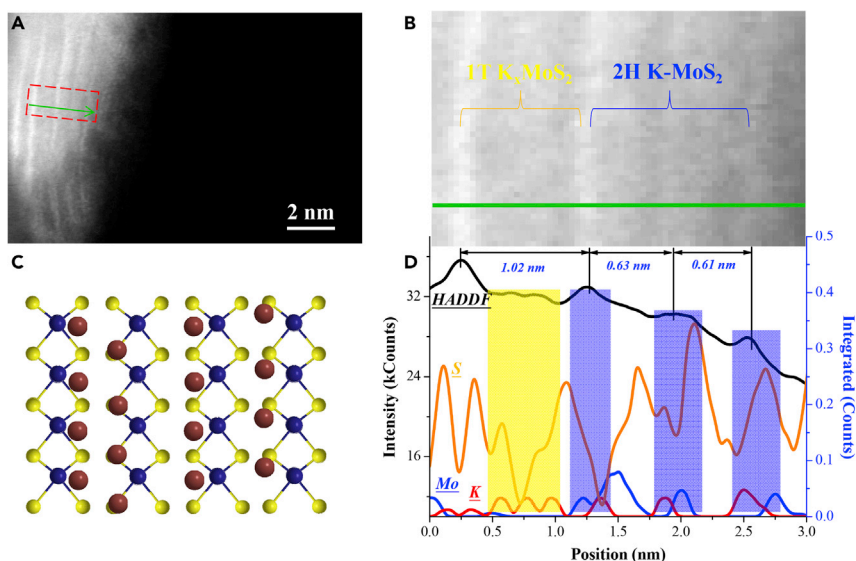 A
2 nm
B
1T KxMoS2
2H K-MoS2
C
D
1.02 nm
0.63 nm
0.61 nm
HADDF
S
Mo
K
32
24
16
Intensity (kCounts)
0.5
0.4
0.3
0.2
0.1
0.0
Integrated (Counts)
0.0 0.5 1.0 1.5 2.0 2.5 3.0
Position (nm)